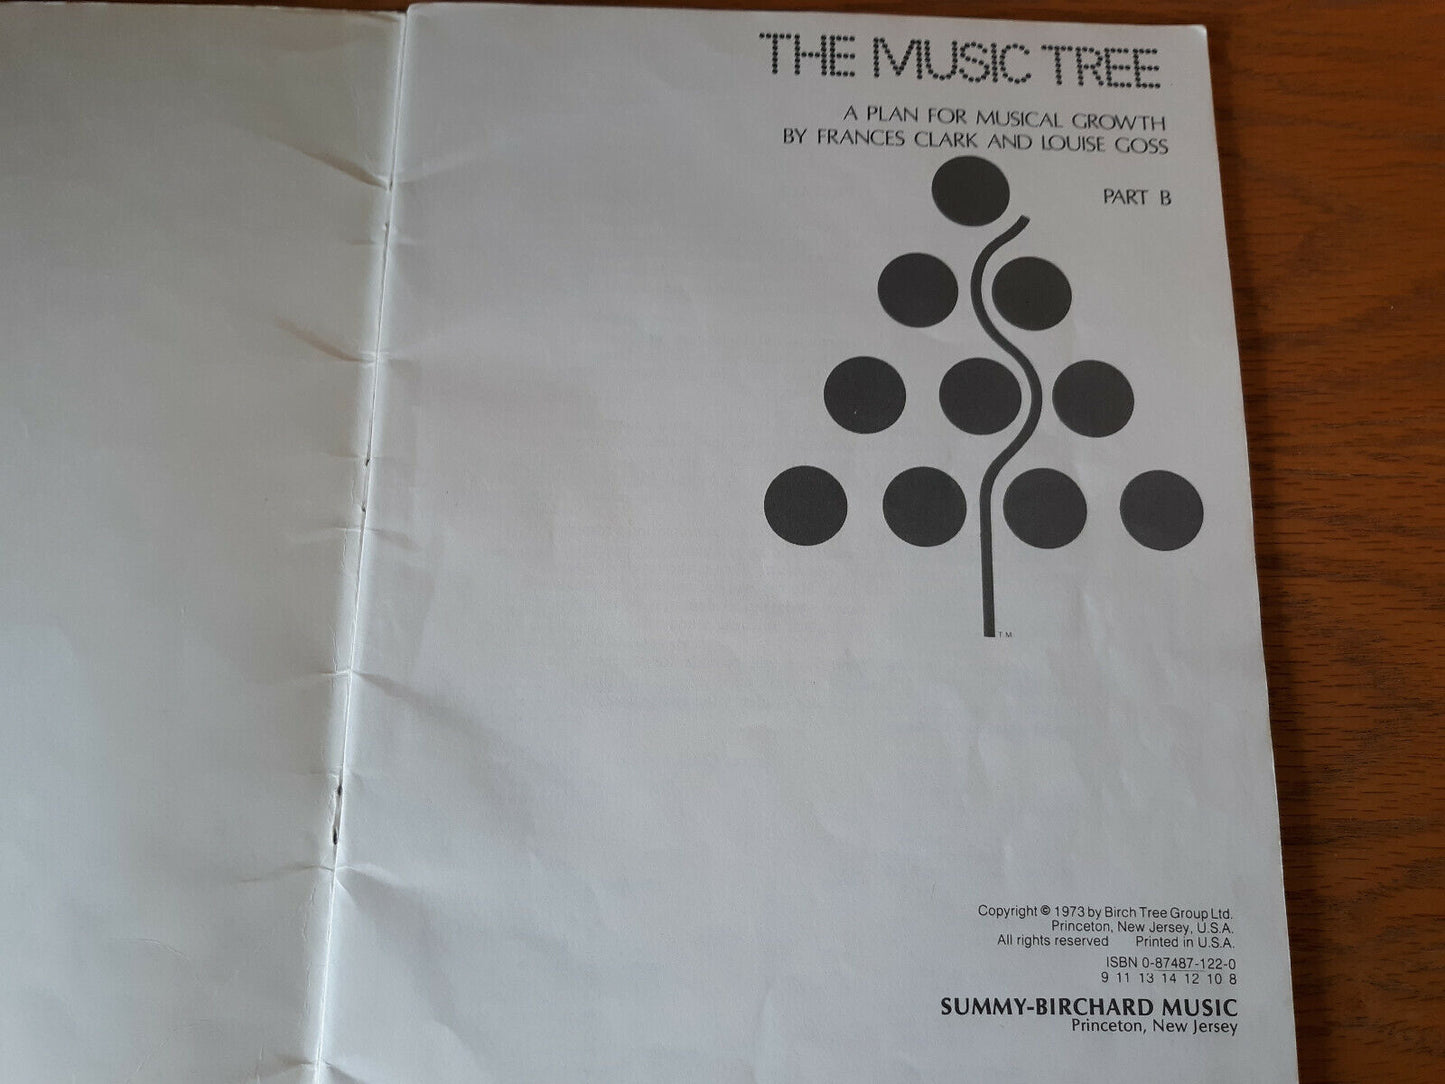 THE MUSIC TREE
A PLAN FOR MUSICAL GROWTH
BY FRANCES CLARK AND LOUISE GOSS
PART B
TM
Copyright © 1973 by Birch Tree Group Ltd.
Princeton, New Jersey, U.S.A.
All rights reserved Printed in U.S.A.
ISBN 0-87487-122-0
9 11 13 14 12 10 8
SUMMY-BIRCHARD MUSIC
Princeton, New Jersey